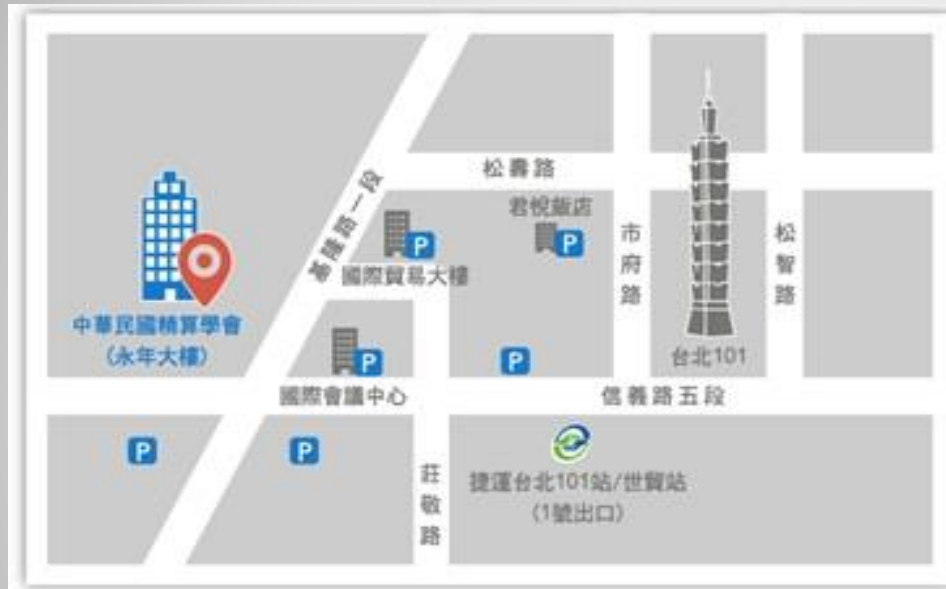 松壽路
基隆路一段
君悅飯店
市府路
松智路
P
P
國際貿易大樓
中華民國精算學會
(永年大樓)
P
P
台北101
國際會議中心
信義路五段
P
P
莊敬路
捷運台北101站/世貿站
(1號出口)